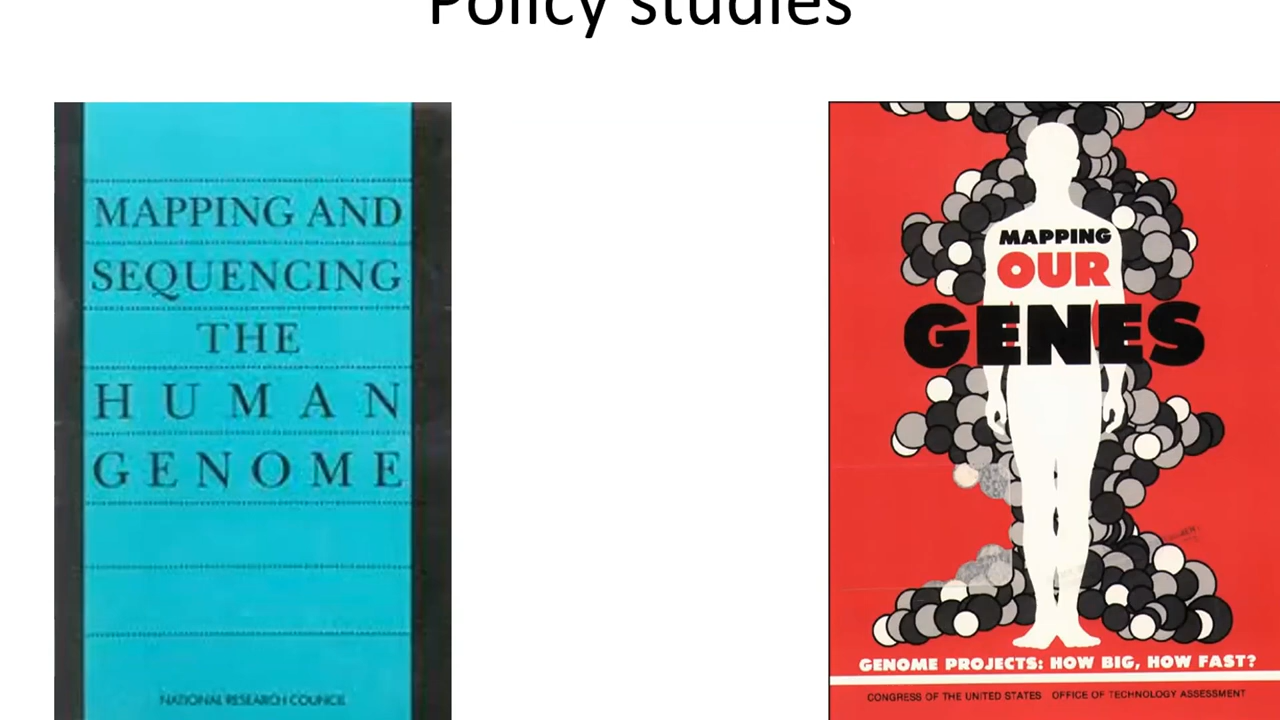 Policy studies
MAPPING AND
SEQUENCING
THE
HUMAN
GENOME
NATIONAL RESEARCH COUNCIL
MAPPING
OUR
GENES
GENOME PROJECTS: HOW BIG, HOW FAST?
CONGRESS OF THE UNITED STATES OFFICE OF TECHNOLOGY ASSESSMENT